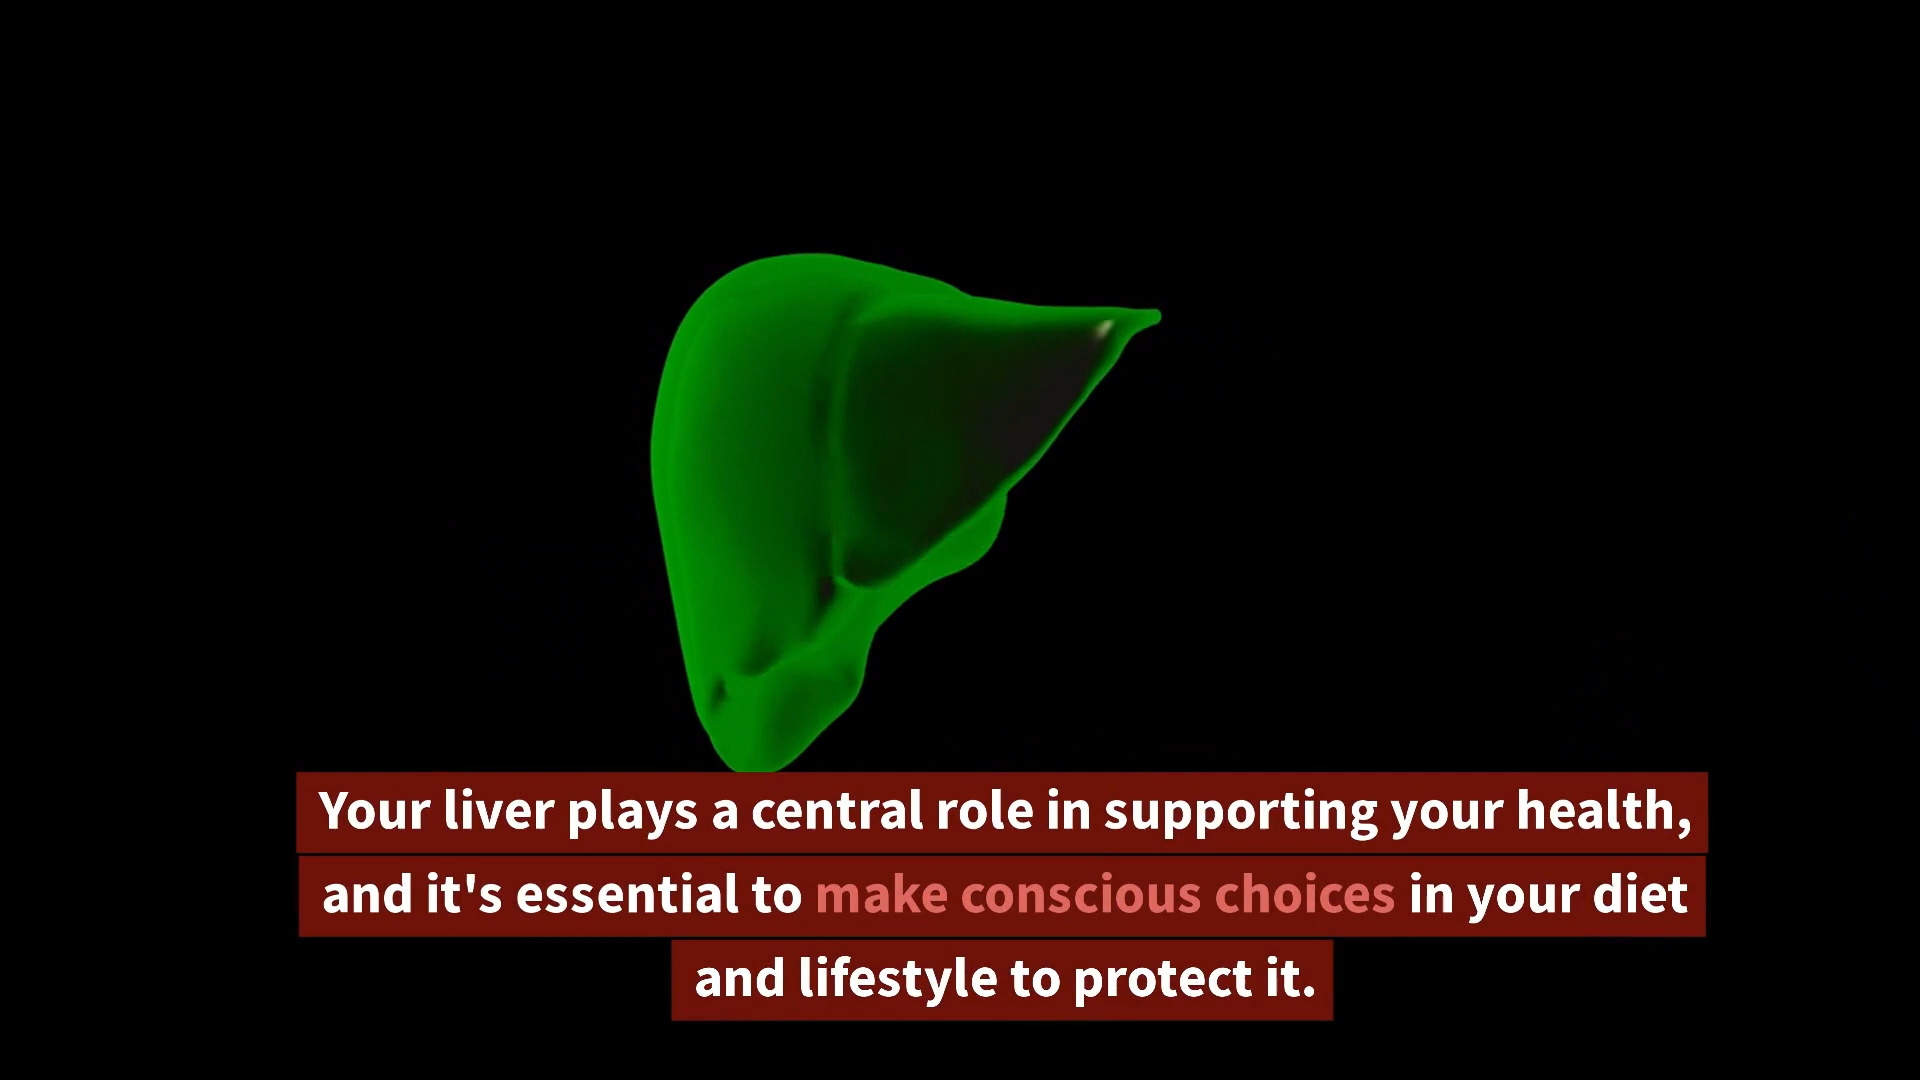 Your liver plays a central role in supporting your health,
and it's essential to make conscious choices in your diet
and lifestyle to protect it.